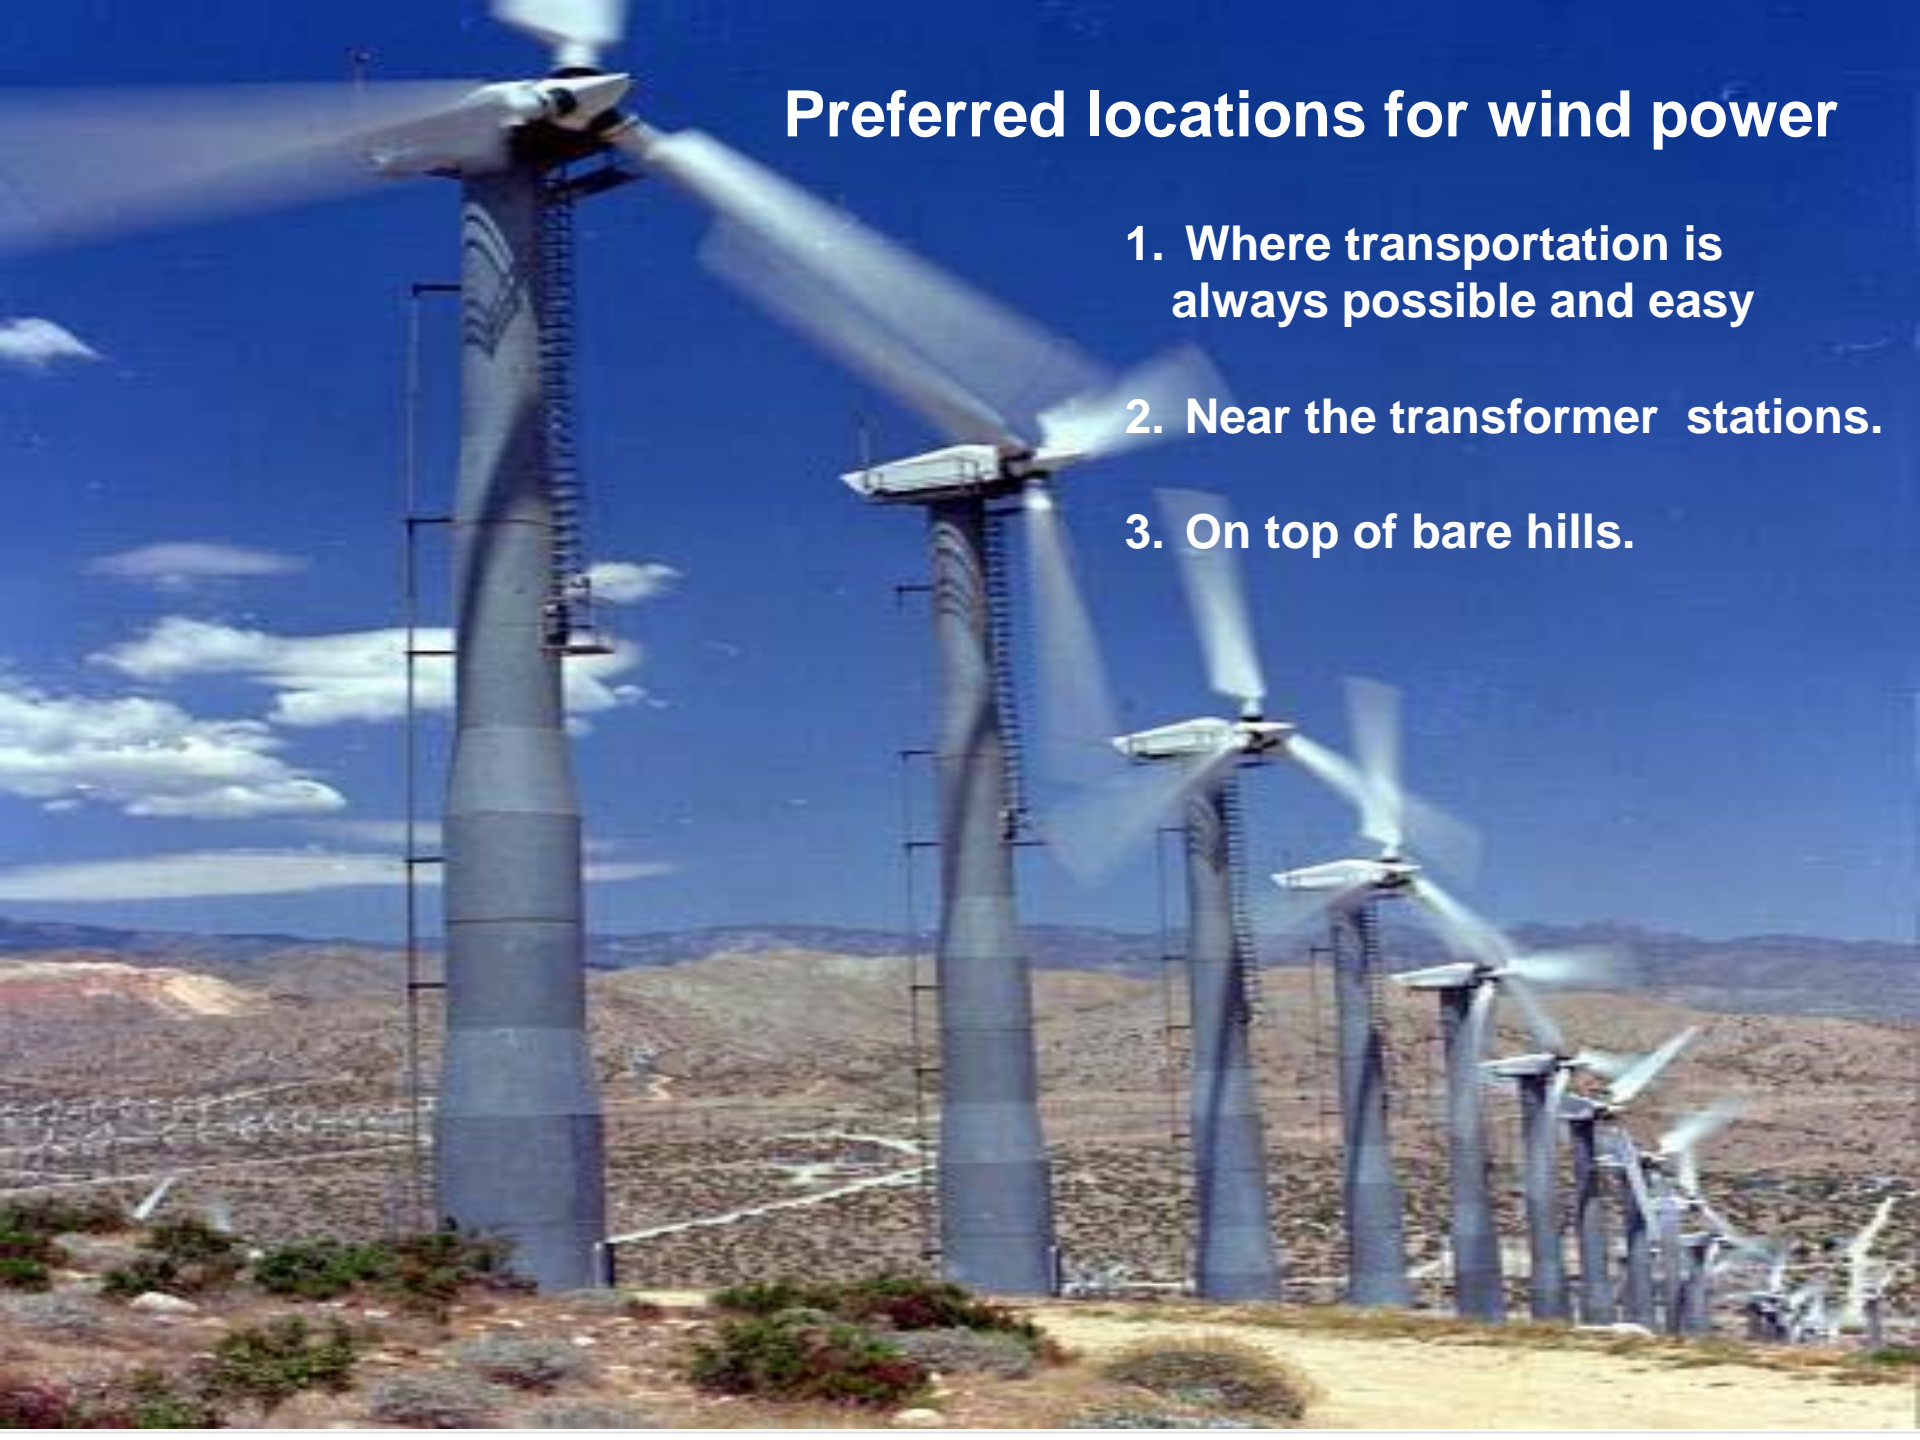 Preferred locations for wind power
1. Where transportation is
always possible and easy
2. Near the transformer stations.
3. On top of bare hills.